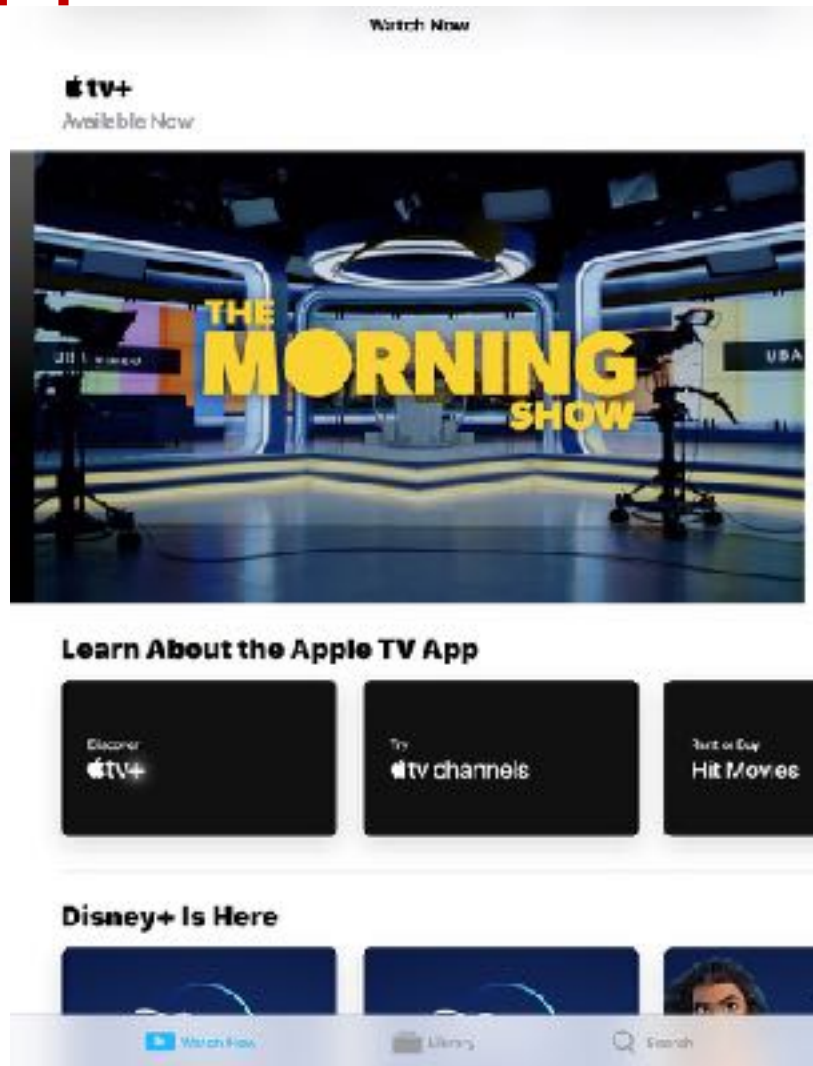 Watch Now
tv+
Available Now
THE
MORNING
SHOW
UBA
Learn About the Apple TV App
Discover
tv+
Try
tv channels
Rent or Buy
Hit Movies
Disney+ Is Here
Watch Now
Library
Search